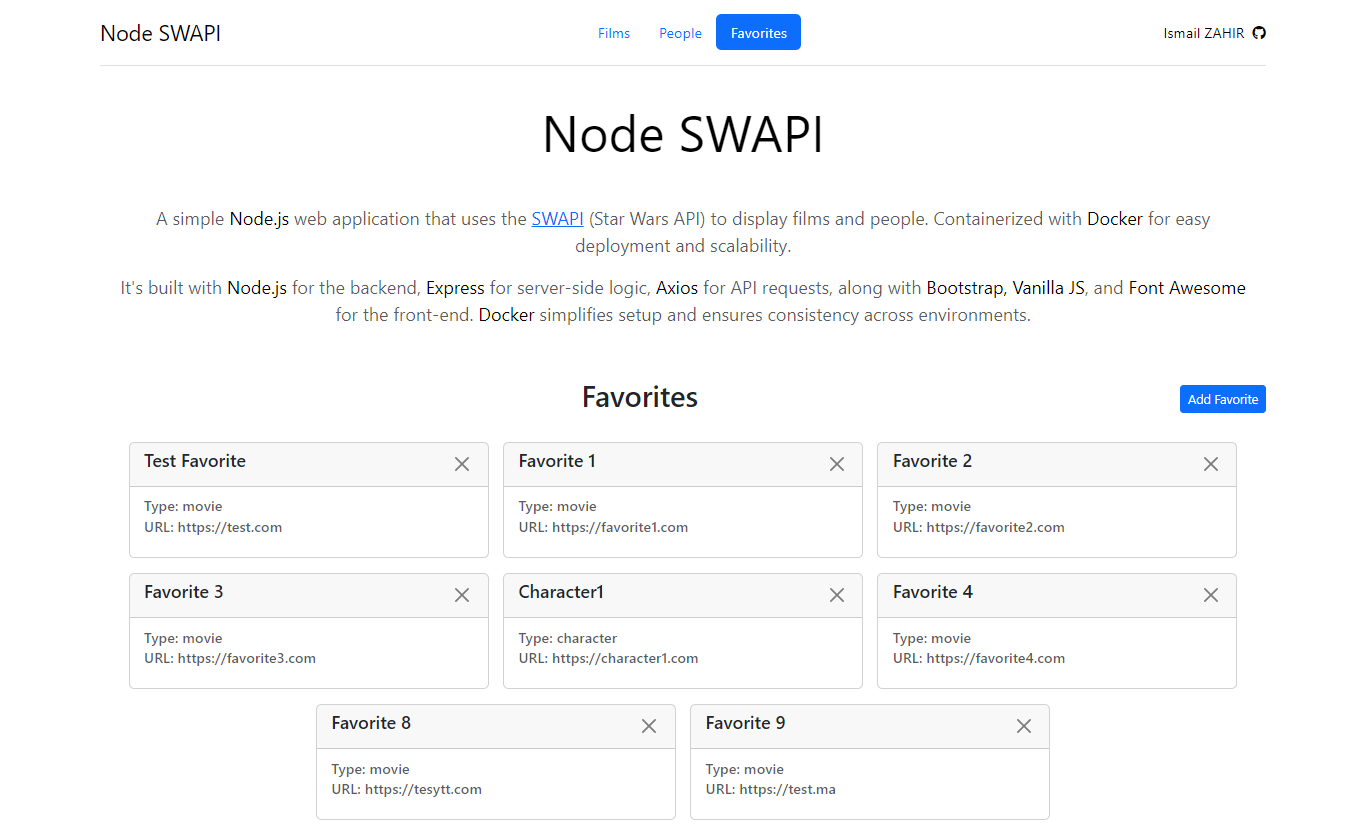 Node SWAPI
Films
People
Favorites
Ismail ZAHIR
Node SWAPI
A simple Node.js web application that uses the SWAPI (Star Wars API) to display films and people. Containerized with Docker for easy
deployment and scalability.
It's built with Node.js for the backend, Express for server-side logic, Axios for API requests, along with Bootstrap, Vanilla JS, and Font Awesome
for the front-end. Docker simplifies setup and ensures consistency across environments.
Favorites
Add Favorite
Test Favorite
Type: movie
URL: https://test.com
Favorite 1
Type: movie
URL: https://favorite1.com
Favorite 2
Type: movie
URL: https://favorite2.com
Favorite 3
Type: movie
URL: https://favorite3.com
Character1
Type: character
URL: https://character1.com
Favorite 4
Type: movie
URL: https://favorite4.com
Favorite 8
Type: movie
URL: https://tesytt.com
Favorite 9
Type: movie
URL: https://test.ma